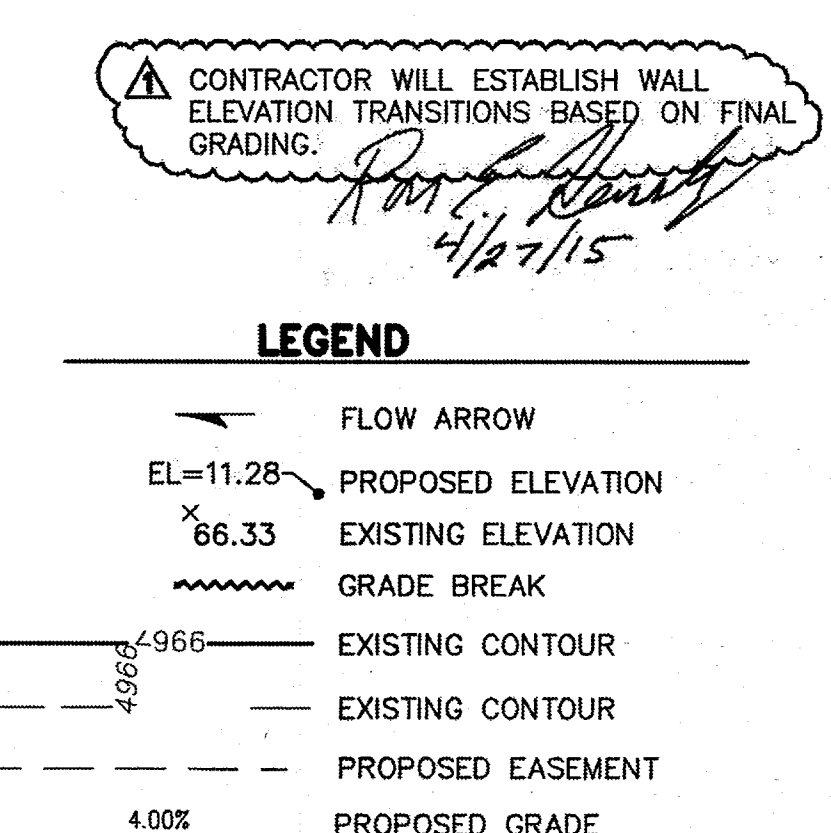 1 CONTRACTOR WILL ESTABLISH WALL
ELEVATION TRANSITIONS BASED ON FINAL
GRADING.
4/27/15
LEGEND
FLOW ARROW
EL=11.28 PROPOSED ELEVATION
×66.33 EXISTING ELEVATION
GRADE BREAK
4966 EXISTING CONTOUR
4966 EXISTING CONTOUR
PROPOSED EASEMENT
4.00% PROPOSED GRADE